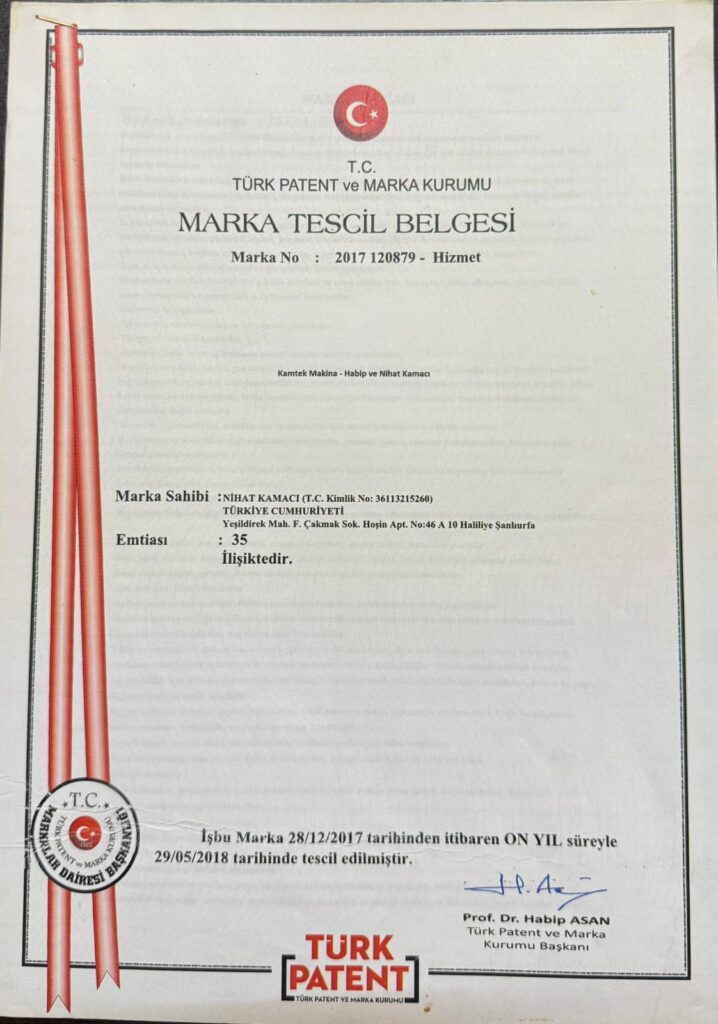 T.C.
TÜRK PATENT ve MARKA KURUMU
MARKA TESCİL BELGESİ
Marka No : 2017 120879 - Hizmet
Kamtek Makina - Habip ve Nihat Kamacı
Marka Sahibi : NİHAT KAMACI (T.C. Kimlik No: 36113215260)
TÜRKİYE CUMHURİYETİ
Yeşildirek Mah. F. Çakmak Sok. Hoşin Apt. No:46 A 10 Haliliye Şanlıurfa
Emtiası : 35
İlişiktedir.
T.C.
TÜRK PATENT ve MARKA KURUMU
MARKALAR DAİRESİ BAŞKANLIĞI
İşbu Marka 28/12/2017 tarihinden itibaren ON YIL süreyle
29/05/2018 tarihinde tescil edilmiştir.
Prof. Dr. Habip ASAN
Türk Patent ve Marka
Kurumu Başkanı
TÜRK
PATENT
TÜRK PATENT VE MARKA KURUMU